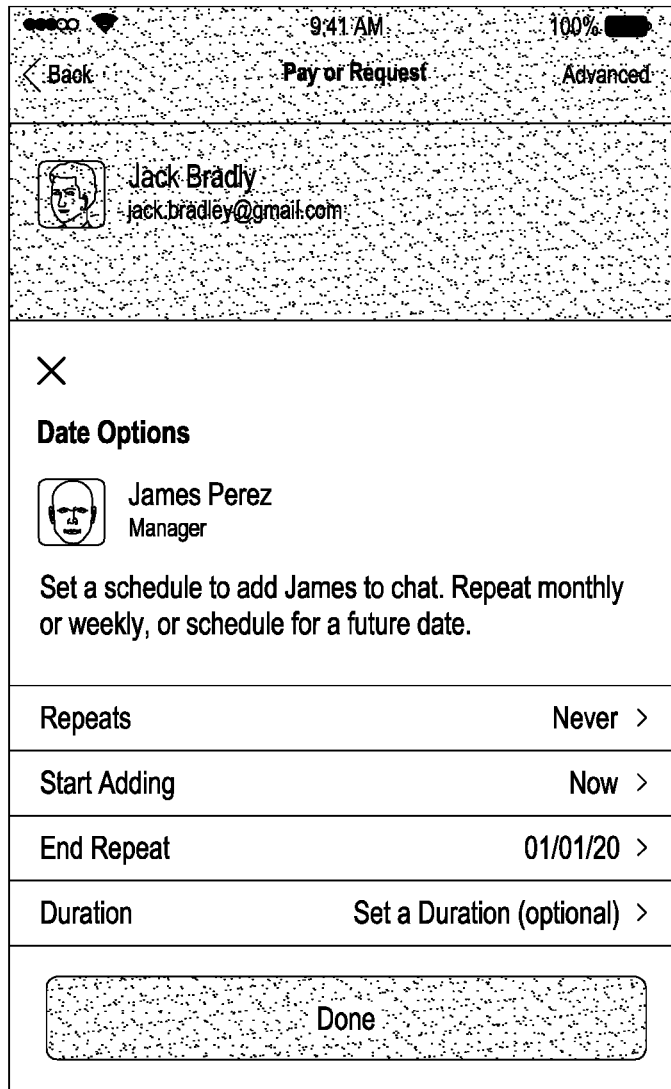 9:41 AM 100%
Back Pay or Request Advanced
Jack Bradly
jack.bradley@gmail.com
Date Options
James Perez
Manager
Set a schedule to add James to chat. Repeat monthly
or weekly, or schedule for a future date.
Repeats Never >
Start Adding Now >
End Repeat 01/01/20 >
Duration Set a Duration (optional) >
Done